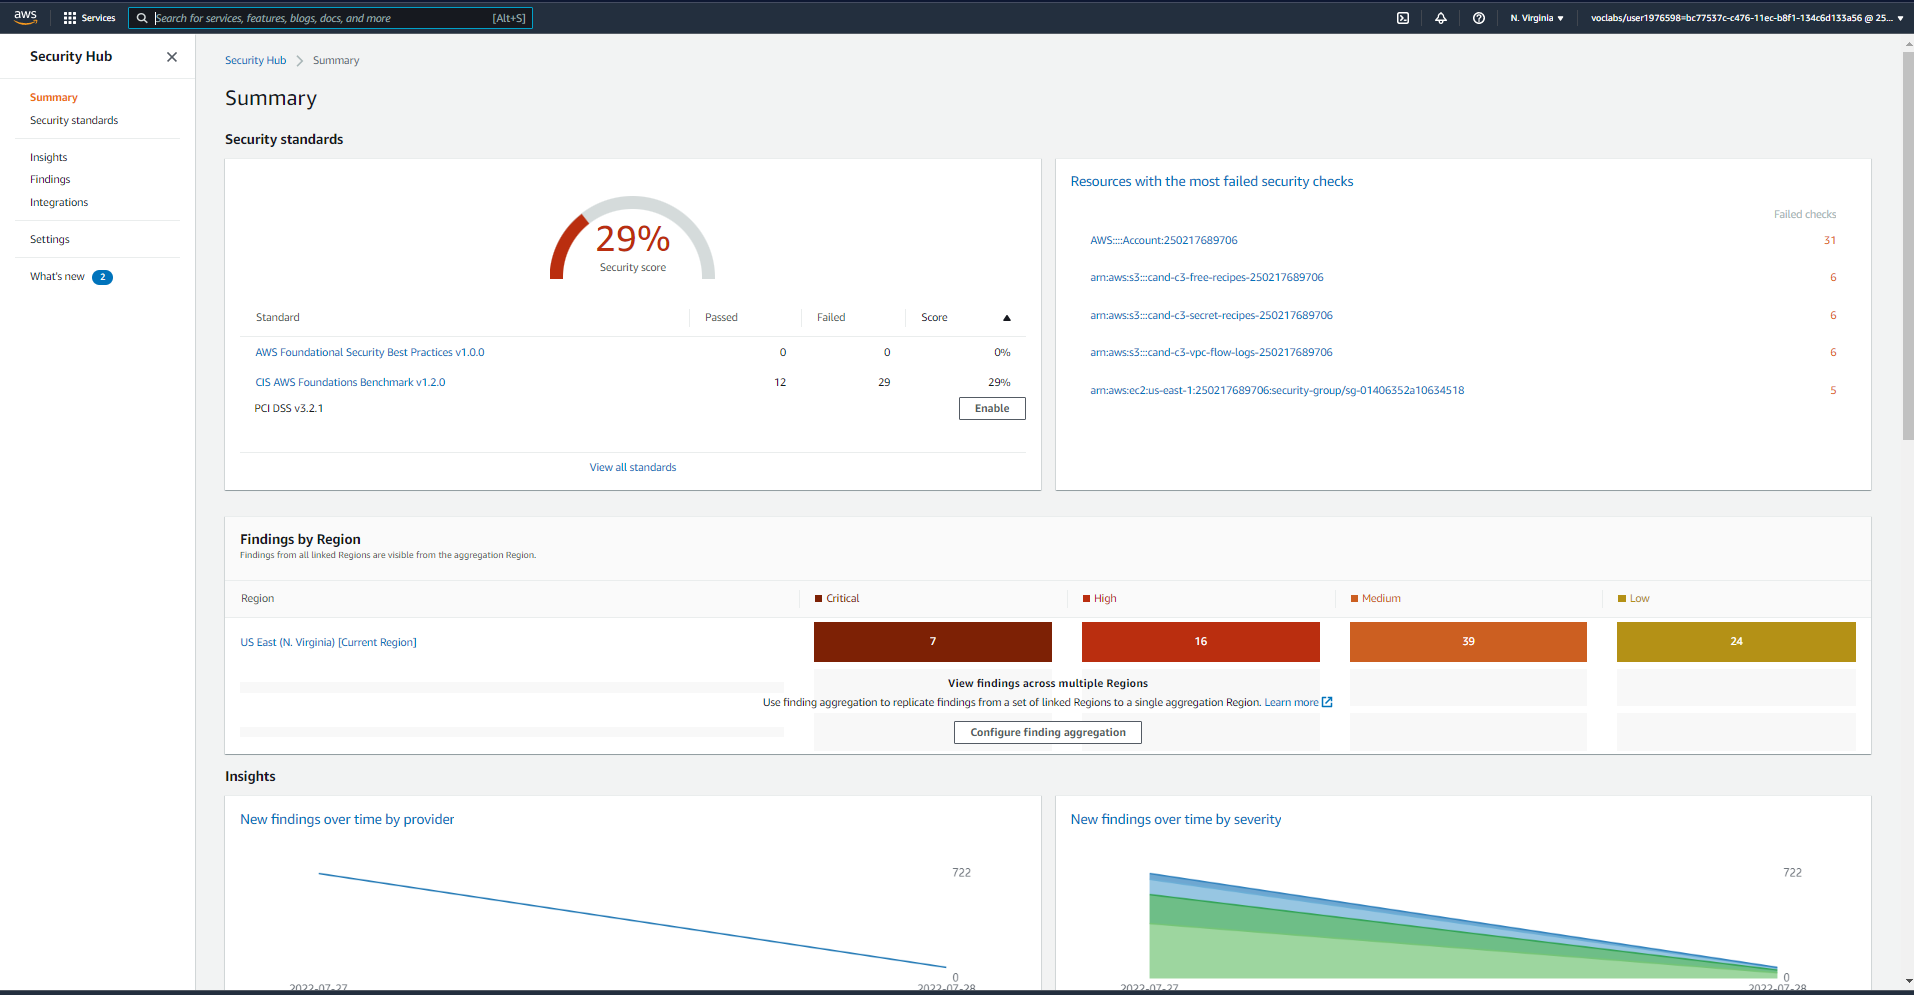 aws
Services
Search for services, features, blogs, docs, and more
[Alt+S]
N. Virginia ▼
voclabs/user1976598=bc77537c-c476-11ec-b8f1-134c6d133a56 @ 25... ▼
Security Hub
Summary
Security standards
Insights
Findings
Integrations
Settings
What's new 2
Security Hub > Summary
Summary
Security standards
29%
Security score
Standard Passed Failed Score ▲
AWS Foundational Security Best Practices v1.0.0 0 0 0%
CIS AWS Foundations Benchmark v1.2.0 12 29 29%
PCI DSS v3.2.1 Enable
View all standards
Resources with the most failed security checks
Failed checks
AWS::::Account:250217689706 31
arn:aws:s3:::cand-c3-free-recipes-250217689706 6
arn:aws:s3:::cand-c3-secret-recipes-250217689706 6
arn:aws:s3:::cand-c3-vpc-flow-logs-250217689706 6
arn:aws:ec2:us-east-1:250217689706:security-group/sg-01406352a10634518 5
Findings by Region
Findings from all linked Regions are visible from the aggregation Region.
Region Critical High Medium Low
US East (N. Virginia) [Current Region] 7 16 39 24
View findings across multiple Regions
Use finding aggregation to replicate findings from a set of linked Regions to a single aggregation Region. Learn more
Configure finding aggregation
Insights
New findings over time by provider
722
0
2022-07-27 2022-07-28
New findings over time by severity
722
0
2022-07-27 2022-07-28